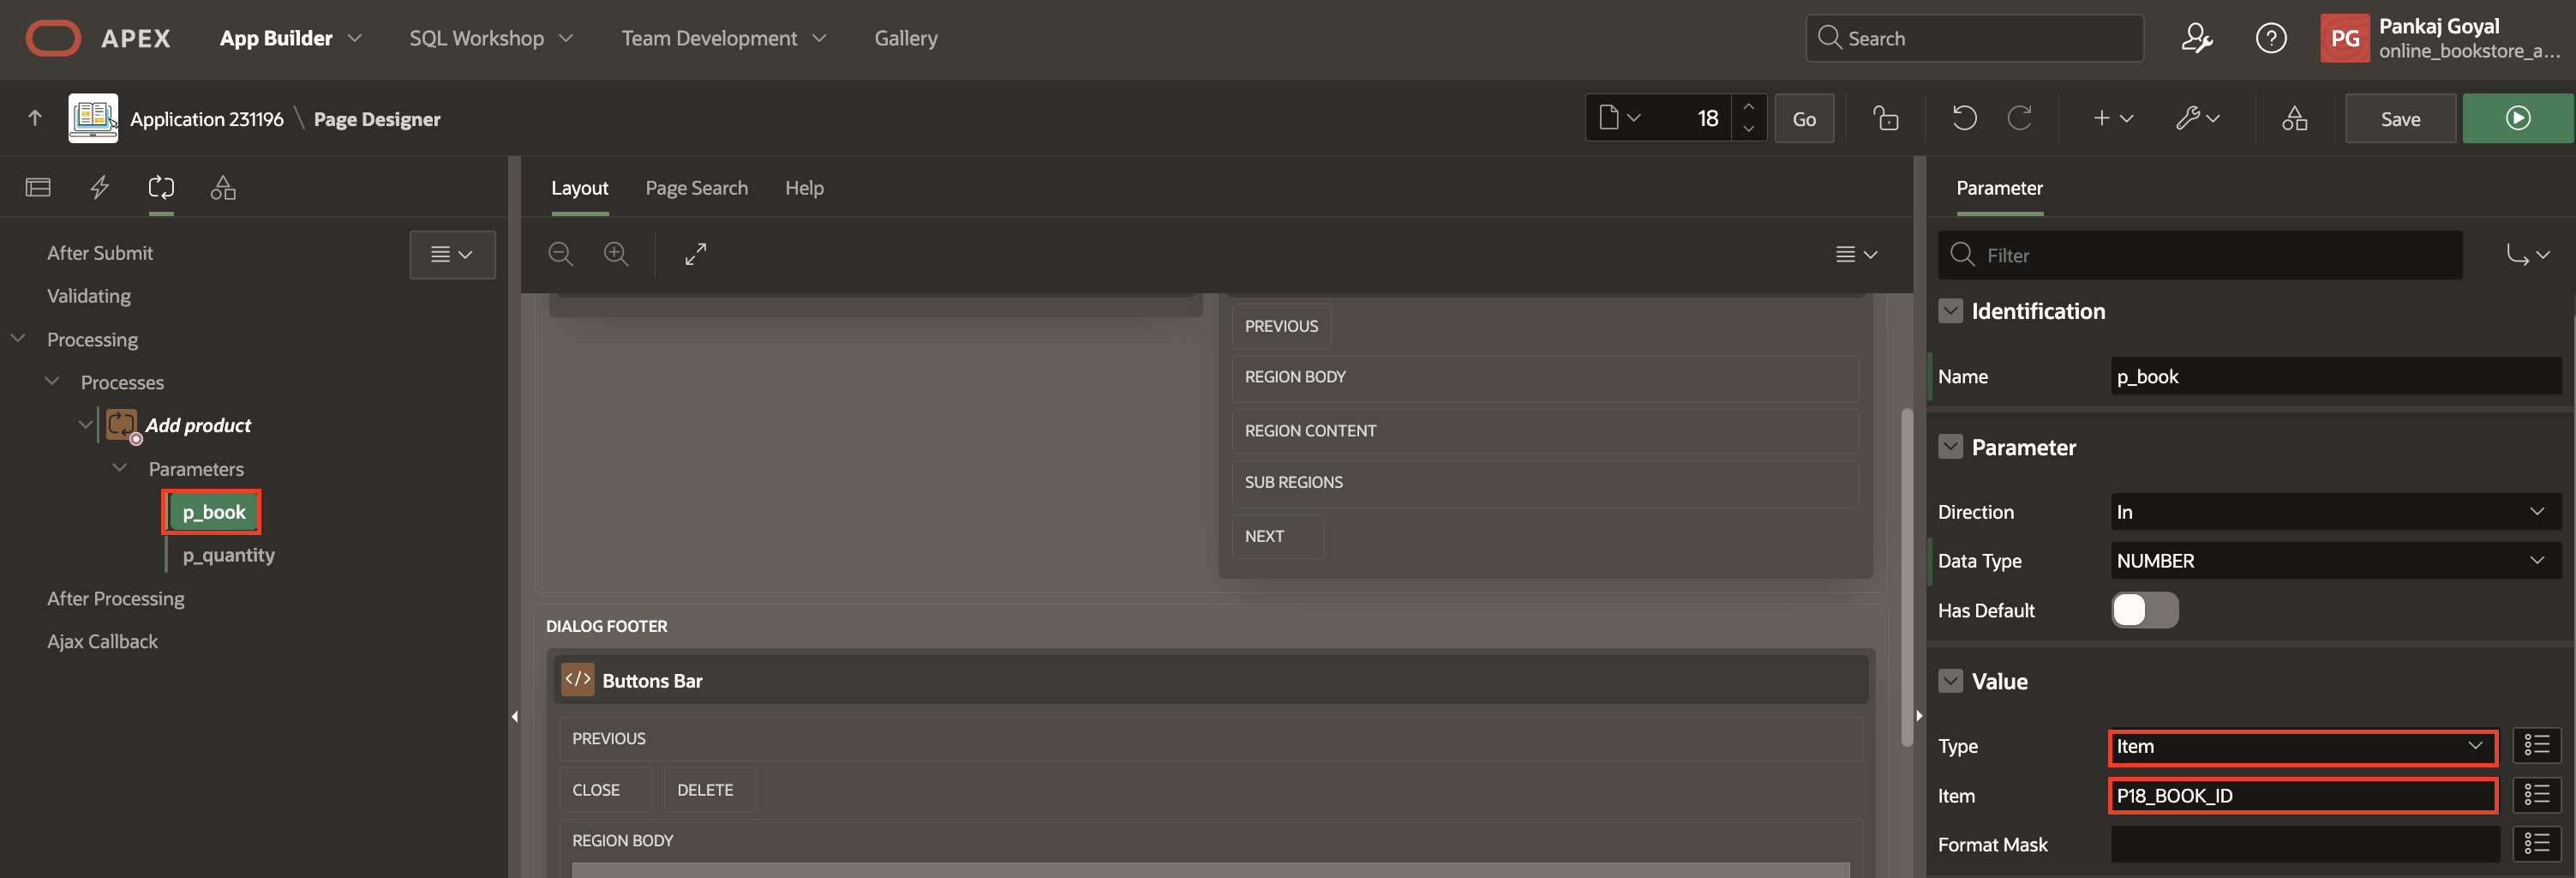 APEX App Builder SQL Workshop Team Development Gallery Search ? PG Pankaj Goyal
online_bookstore_a...
Application 231196 \ Page Designer 18 Go Save
Layout Page Search Help
Parameter
After Submit
Validating
Processing
Processes
Add product
Parameters
p_book
p_quantity
After Processing
Ajax Callback
PREVIOUS
REGION BODY
REGION CONTENT
SUB REGIONS
NEXT
DIALOG FOOTER
</> Buttons Bar
PREVIOUS
CLOSE DELETE
REGION BODY
Filter
Identification
Name p_book
Parameter
Direction In
Data Type NUMBER
Has Default
Value
Type Item
Item P18_BOOK_ID
Format Mask